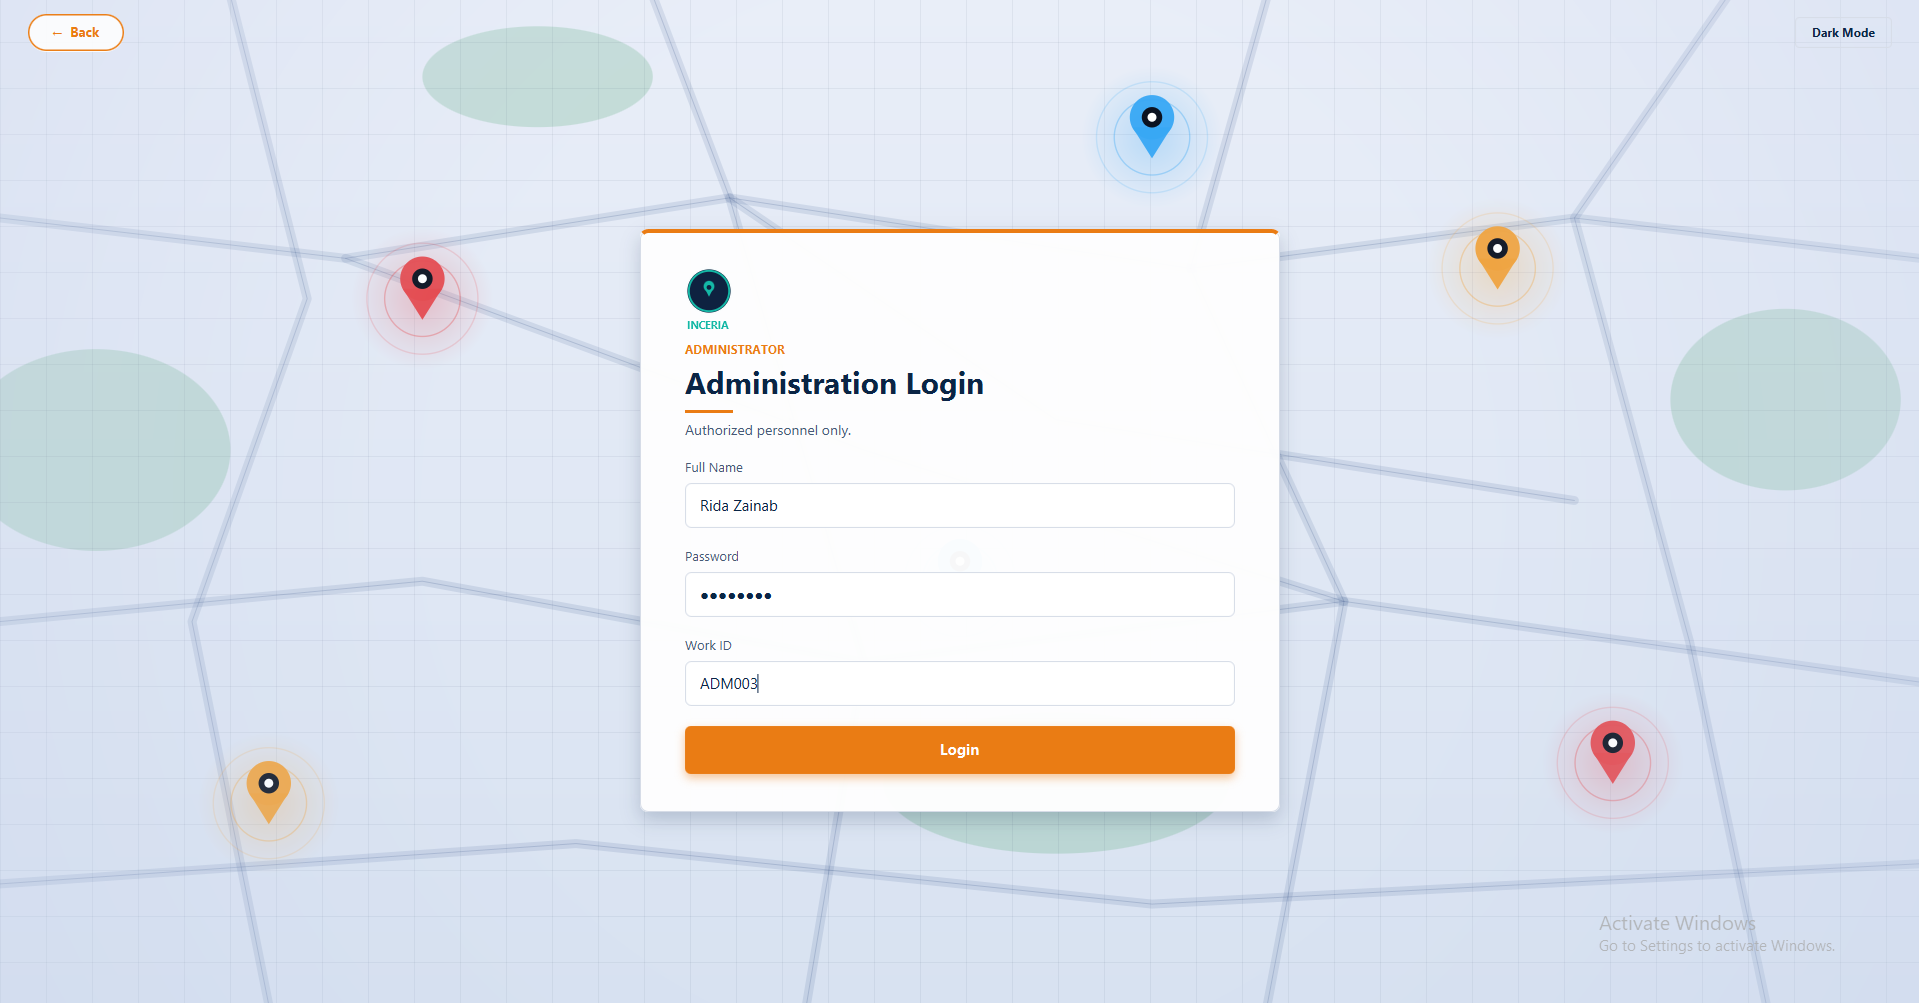 ← Back
Dark Mode
INCERIA
ADMINISTRATOR
Administration Login
Authorized personnel only.
Full Name
Rida Zainab
Password
••••••••
Work ID
ADM003
Login
Activate Windows
Go to Settings to activate Windows.